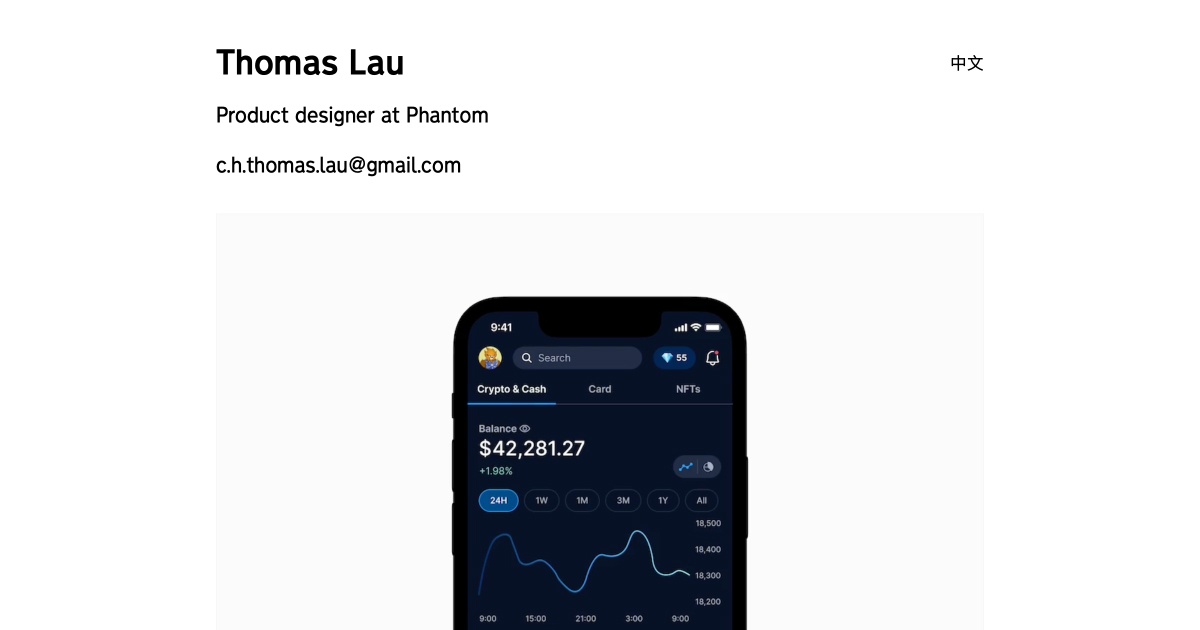 Thomas Lau
中文
Product designer at Phantom
c.h.thomas.lau@gmail.com
9:41
Search
55
Crypto & Cash Card NFTs
Balance
$42,281.27
+1.98%
24H 1W 1M 3M 1Y All
18,500
18,400
18,300
18,200
9:00 15:00 21:00 3:00 9:00